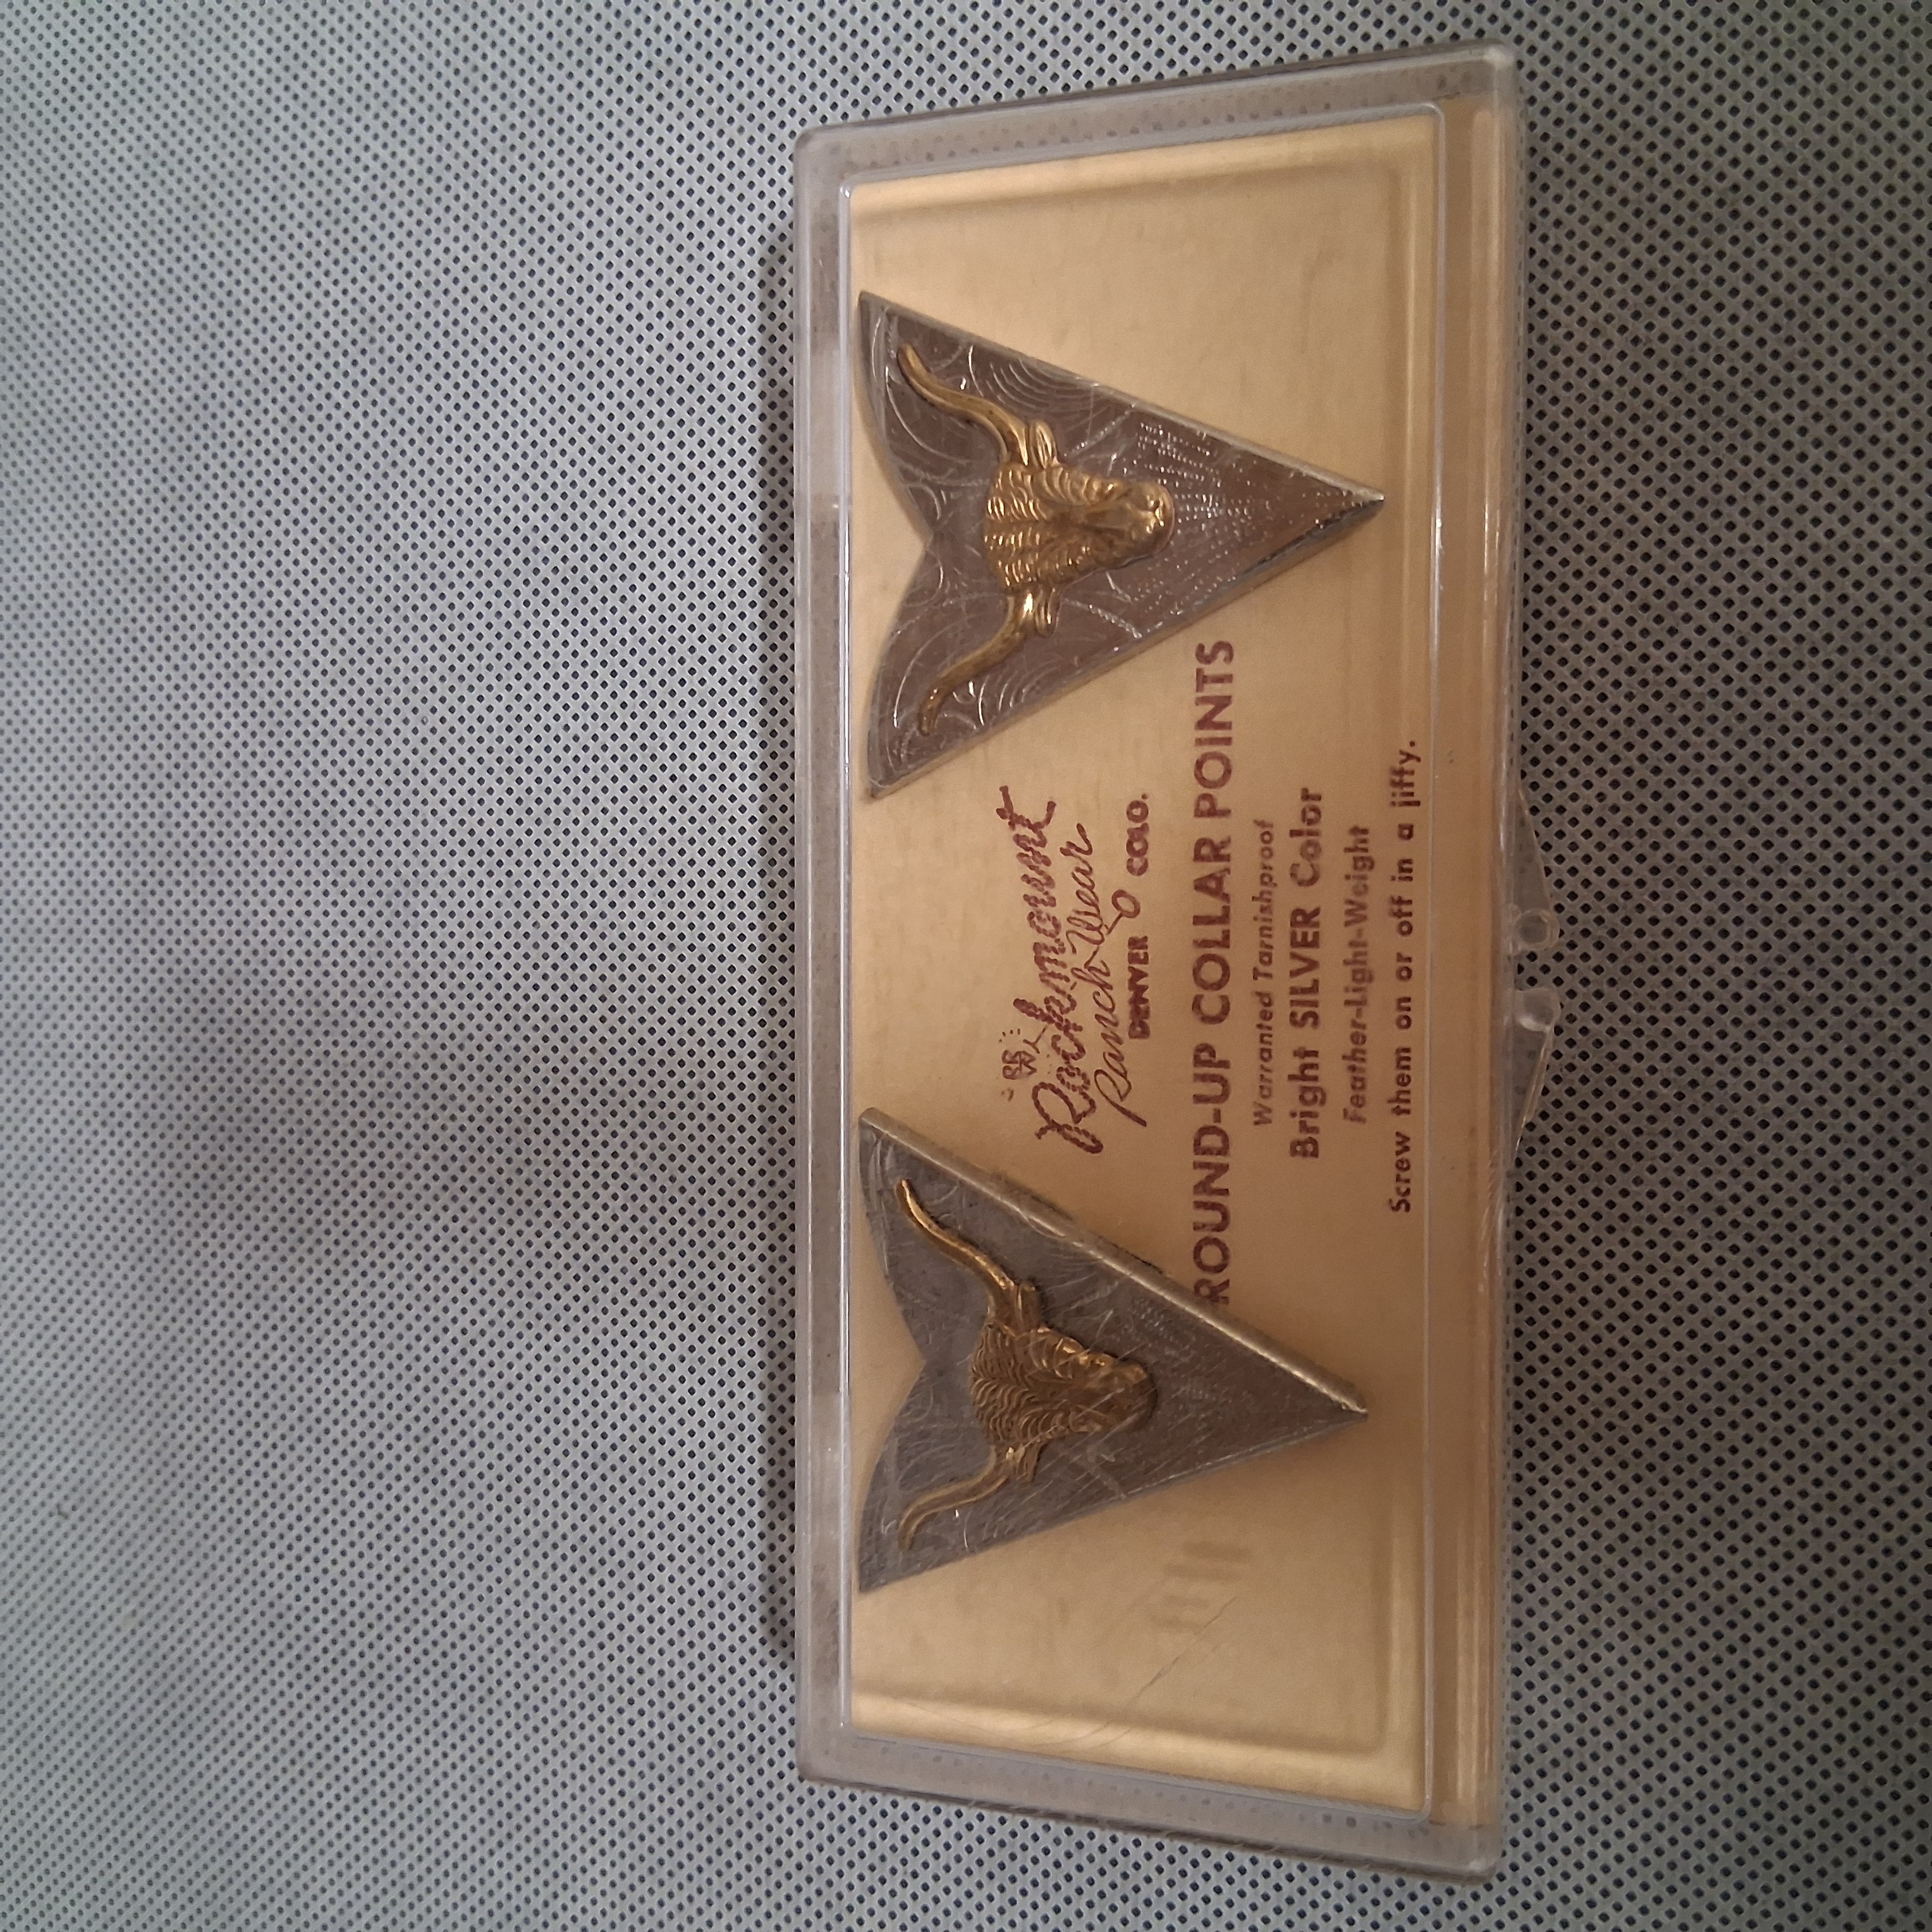 Rockmount
Ranch Wear
DENVER COLO.
ROUND-UP COLLAR POINTS
Warranted Tarnishproof
Bright SILVER Color
Feather-Light-Weight
Screw them on or off in a jiffy.